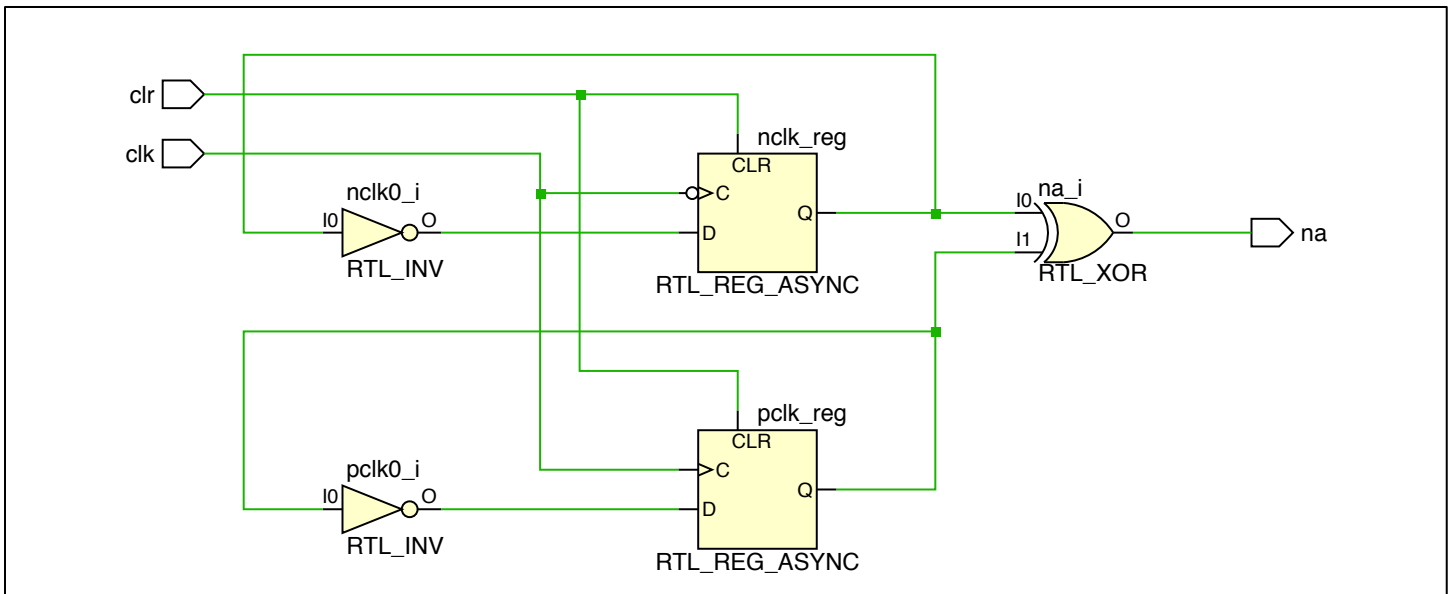 clr
clk
nclk_reg
CLR
C
D
Q
RTL_REG_ASYNC
nclk0_i
I0
O
RTL_INV
na_i
I0
I1
O
RTL_XOR
na
pclk_reg
CLR
C
D
Q
RTL_REG_ASYNC
pclk0_i
I0
O
RTL_INV